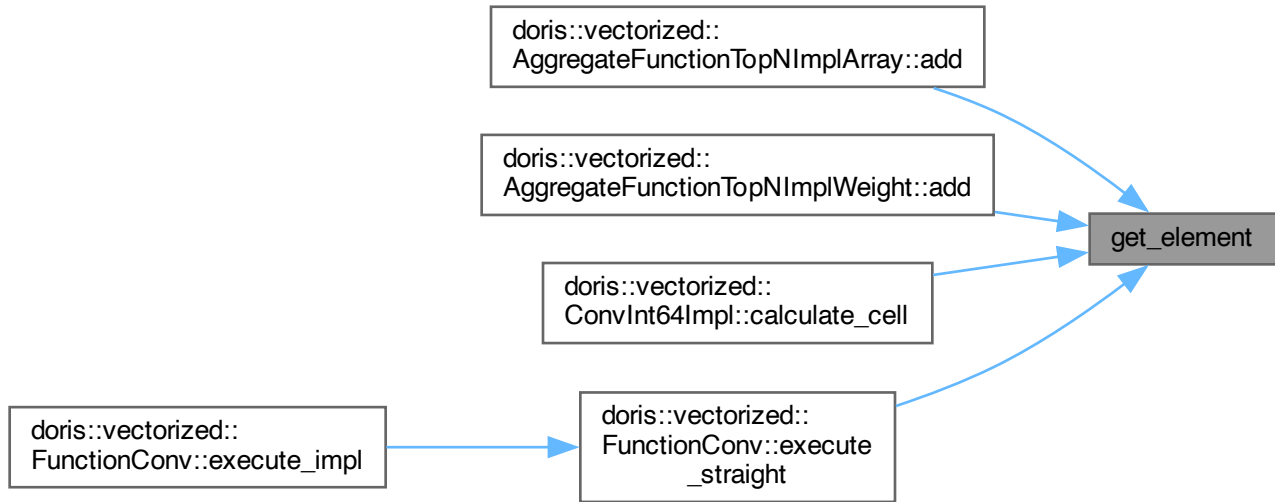 doris::vectorized::
AggregateFunctionTopNImplArray::add
doris::vectorized::
AggregateFunctionTopNImplWeight::add
get_element
doris::vectorized::
ConvInt64Impl::calculate_cell
doris::vectorized::
FunctionConv::execute_impl
doris::vectorized::
FunctionConv::execute
_straight